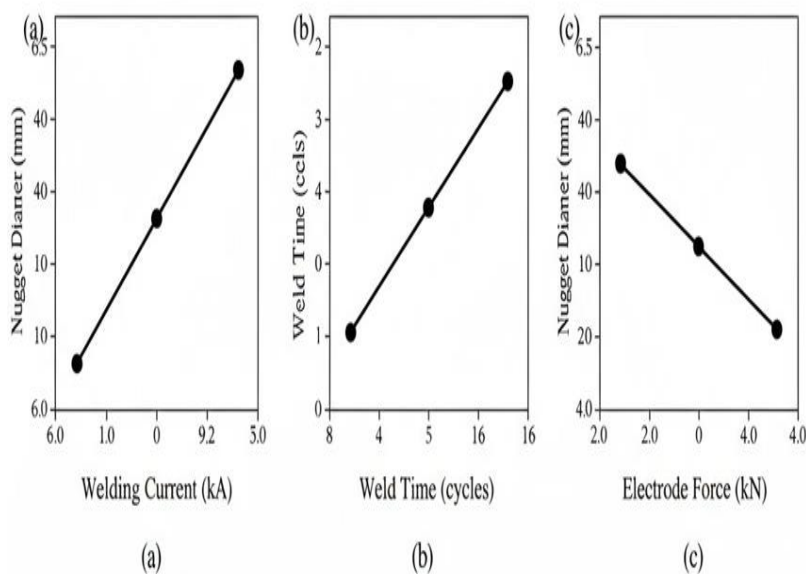 (a)
6.5
40
40
10
10
6.0
Nugget Dianer (mm)
6.0 1.0 0 9.2 5.0
Welding Current (kA)
(a)
(b)
2
3
4
0
1
0
Weld Time (ccls)
8 4 5 16 16
Weld Time (cycles)
(b)
(c)
6.5
40
40
10
20
4.0
Nugget Dianer (mm)
2.0 2.0 0 4.0 4.0
Electrode Force (kN)
(c)